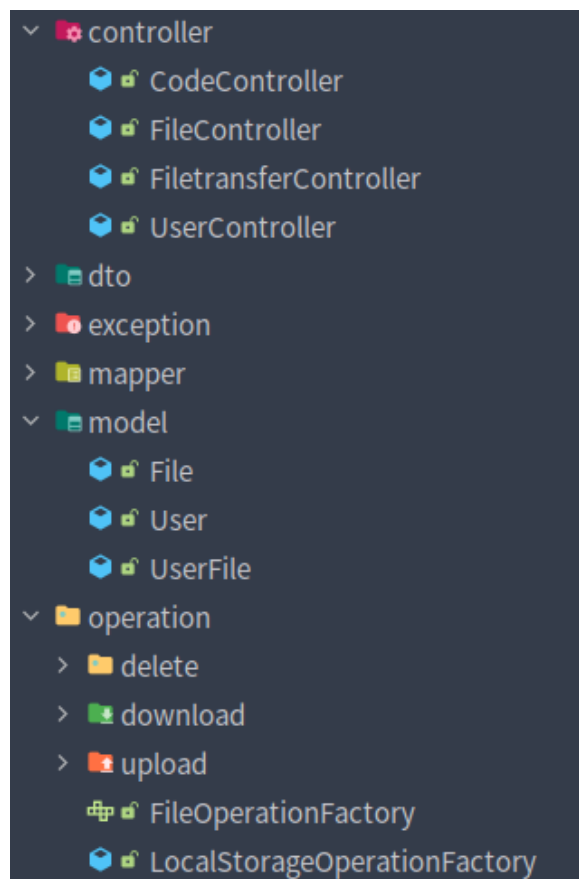 controller
CodeController
FileController
FiletransferController
UserController
dto
exception
mapper
model
File
User
UserFile
operation
delete
download
upload
FileOperationFactory
LocalStorageOperationFactory